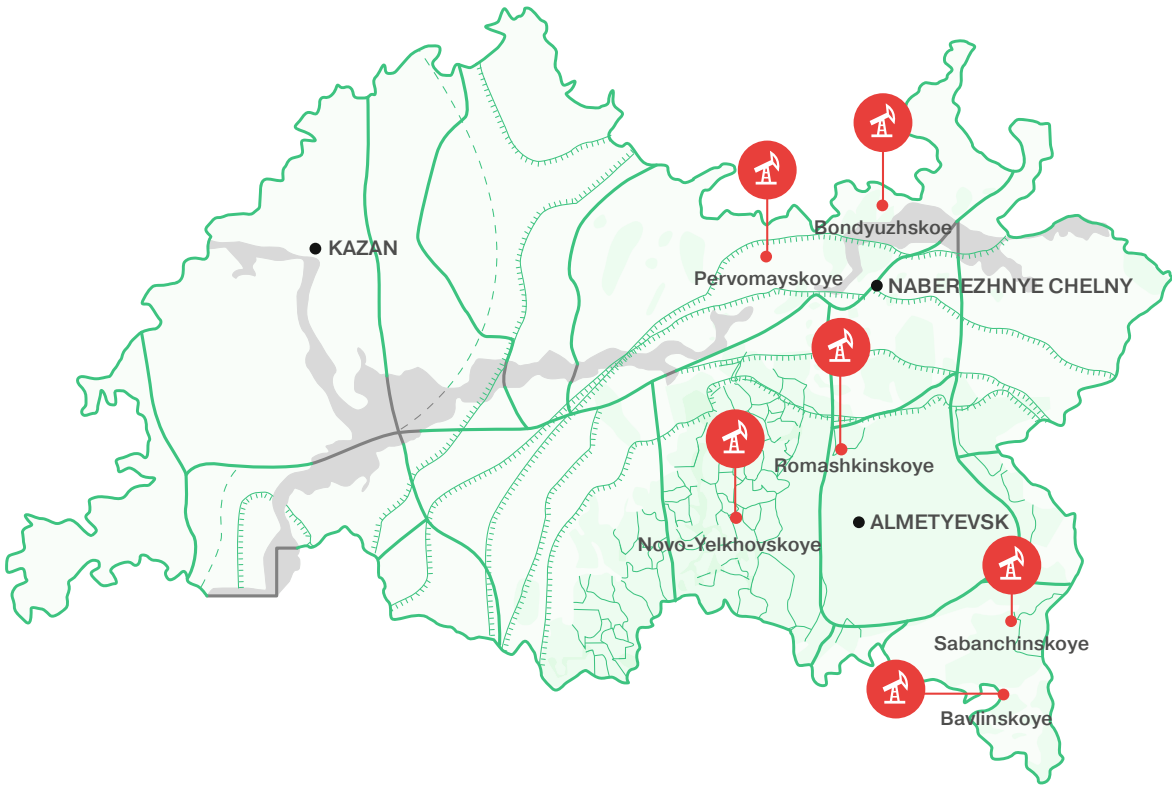 Bondyuzhskoe
KAZAN
Pervomayskoye
NABEREZHNYE CHELNY
Romashkinskoye
ALMETYEVSK
Novo-Yelkhovskoye
Sabanchinskoye
Bavlinskoye